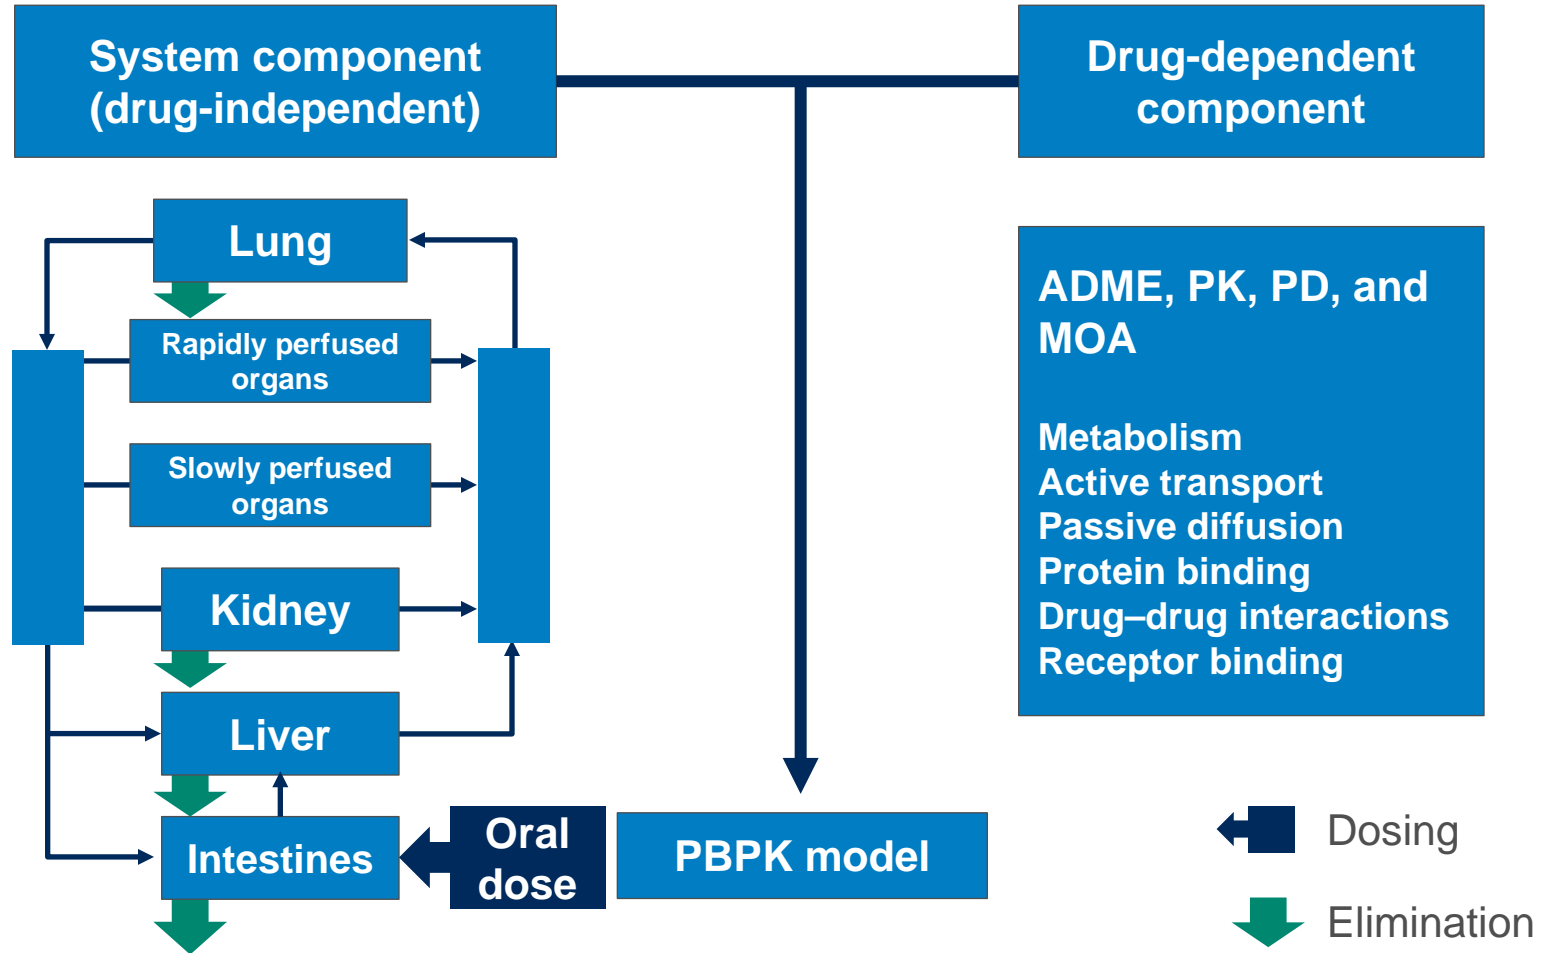 System component
(drug-independent)
Drug-dependent
component
Lung
Rapidly perfused
organs
Slowly perfused
organs
Kidney
Liver
Intestines
Oral
dose
PBPK model
ADME, PK, PD, and
MOA
Metabolism
Active transport
Passive diffusion
Protein binding
Drug–drug interactions
Receptor binding
Dosing
Elimination